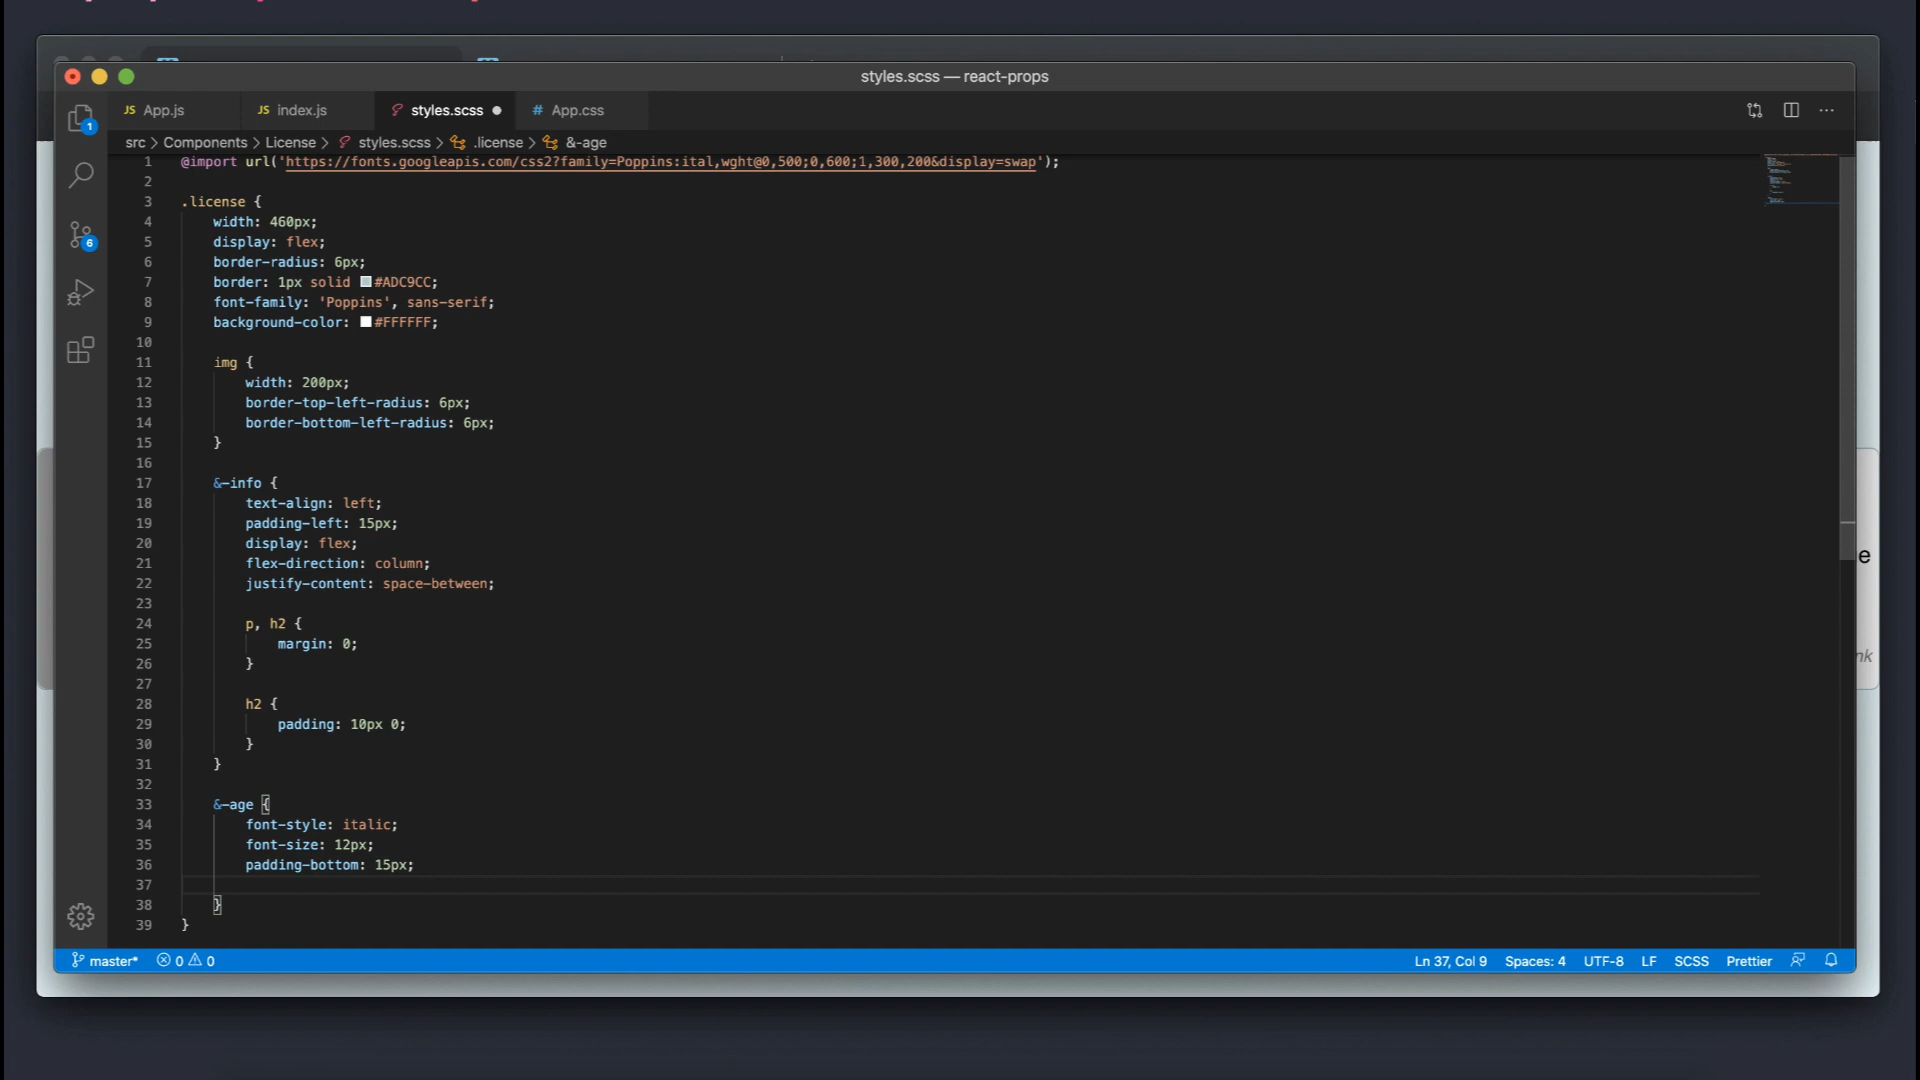 styles.scss — react-props
JS App.js
JS index.js
styles.scss
# App.css
1
src > Components > License > styles.scss > .license > &-age
1 @import url('https://fonts.googleapis.com/css2?family=Poppins:ital,wght@0,500;0,600;1,300,200&display=swap');
2
3 .license {
4 width: 460px;
5 display: flex;
6 border-radius: 6px;
7 border: 1px solid #ADC9CC;
8 font-family: 'Poppins', sans-serif;
9 background-color: #FFFFFF;
10
11 img {
12 width: 200px;
13 border-top-left-radius: 6px;
14 border-bottom-left-radius: 6px;
15 }
16
17 &-info {
18 text-align: left;
19 padding-left: 15px;
20 display: flex;
21 flex-direction: column;
22 justify-content: space-between;
23
24 p, h2 {
25 margin: 0;
26 }
27
28 h2 {
29 padding: 10px 0;
30 }
31 }
32
33 &-age {
34 font-style: italic;
35 font-size: 12px;
36 padding-bottom: 15px;
37
38 }
39 }
6
e
nk
master* 0 0
Ln 37, Col 9 Spaces: 4 UTF-8 LF SCSS Prettier